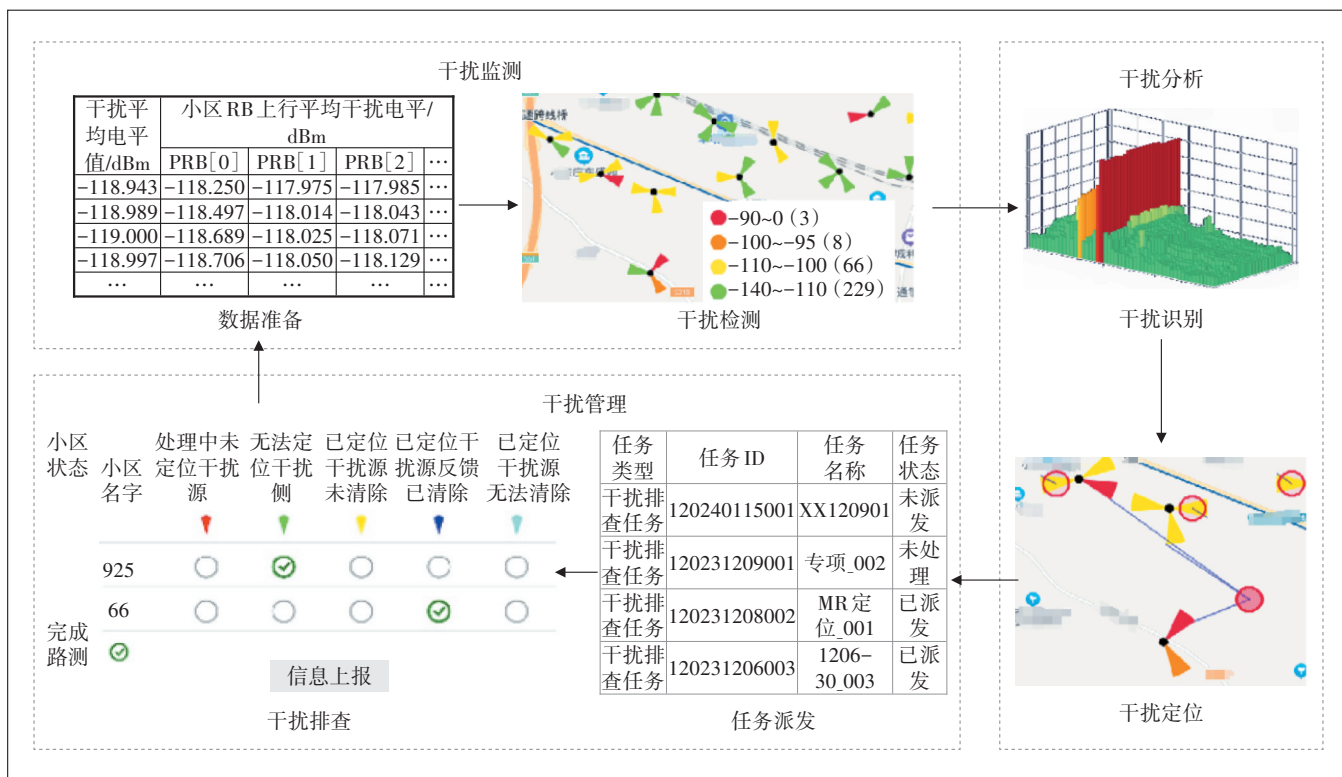 干扰监测
干扰平
均电平
值/dBm
小区RB上行平均干扰电平/
dBm
PRB[0] PRB[1] PRB[2] …
-118.943 -118.250 -117.975 -117.985 …
-118.989 -118.497 -118.014 -118.043 …
-119.000 -118.689 -118.025 -118.071 …
-118.997 -118.706 -118.050 -118.129 …
… … … … …
数据准备
-90~0(3)
-100~-95(8)
-110~-100(66)
-140~-110(229)
干扰检测
干扰分析
干扰识别
干扰定位
干扰管理
小区
状态
小区
名字
处理中未
定位干扰
源
无法定
位干扰
侧
已定位
干扰源
未清除
已定位干
扰源反馈
已清除
已定位
干扰源
无法清除
925
66
完成
路测
信息上报
干扰排查
任务
类型
任务ID
任务
名称
任务
状态
干扰排
查任务
120240115001
XX120901
未派
发
干扰排
查任务
120231209001
专项_002
未处
理
干扰排
查任务
120231208002
MR定
位_001
已派
发
干扰排
查任务
120231206003
1206-
30_003
已派
发
任务派发